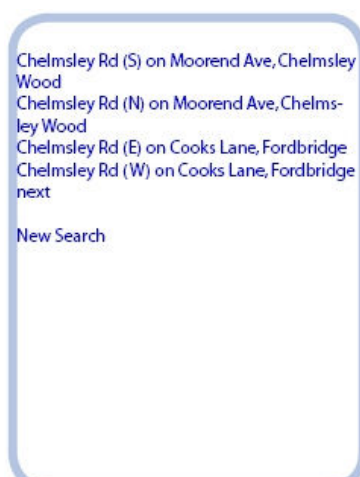 Chelmsley Rd (S) on Moorend Ave, Chelmsley
Wood
Chelmsley Rd (N) on Moorend Ave, Chelms-
ley Wood
Chelmsley Rd (E) on Cooks Lane, Fordbridge
Chelmsley Rd (W) on Cooks Lane, Fordbridge
next
New Search